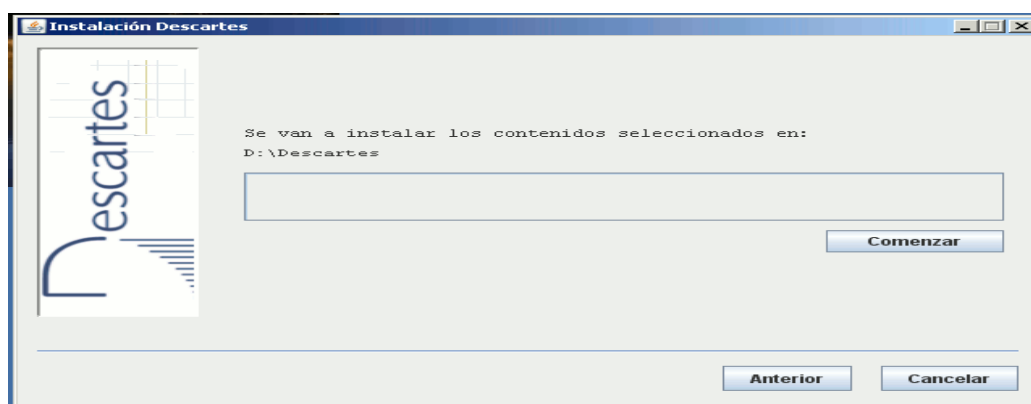 Instalación Descartes
Descartes
Se van a instalar los contenidos seleccionados en:
D:\Descartes
Comenzar
Anterior
Cancelar